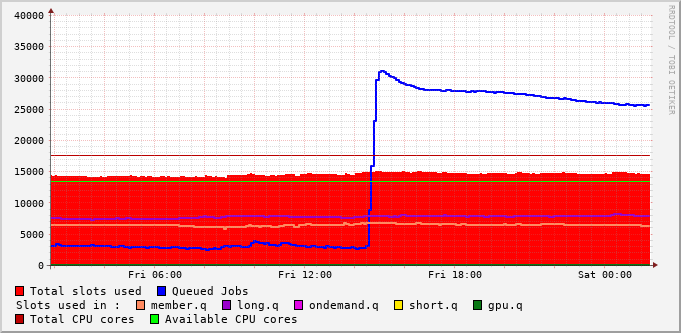 RRDTOOL / TOBI OETIKER
40000
35000
30000
25000
20000
15000
10000
5000
0
Fri 06:00 Fri 12:00 Fri 18:00 Sat 00:00
Total slots used Queued Jobs
Slots used in : member.q long.q ondemand.q short.q gpu.q
Total CPU cores Available CPU cores